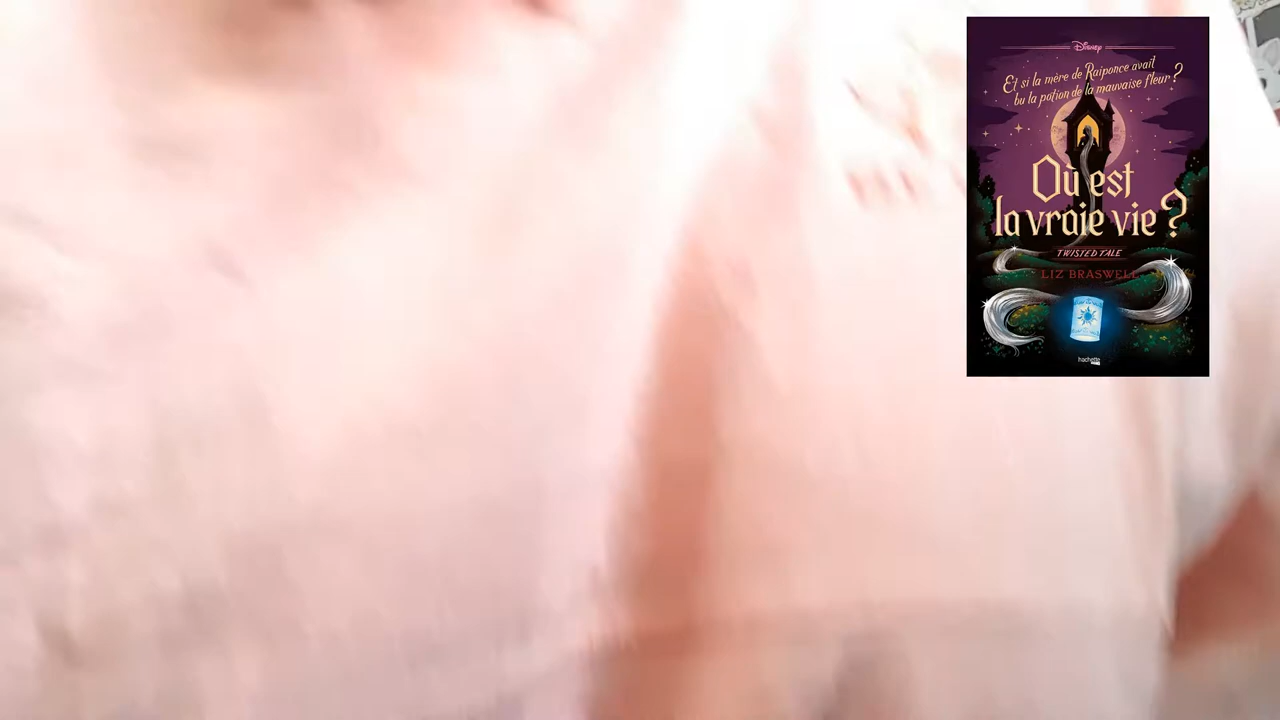 Disney
Et si la mère de Raiponce avait
bu la potion de la mauvaise fleur ?
Où est
la vraie vie ?
TWISTED TALE
LIZ BRASWELL
hachette